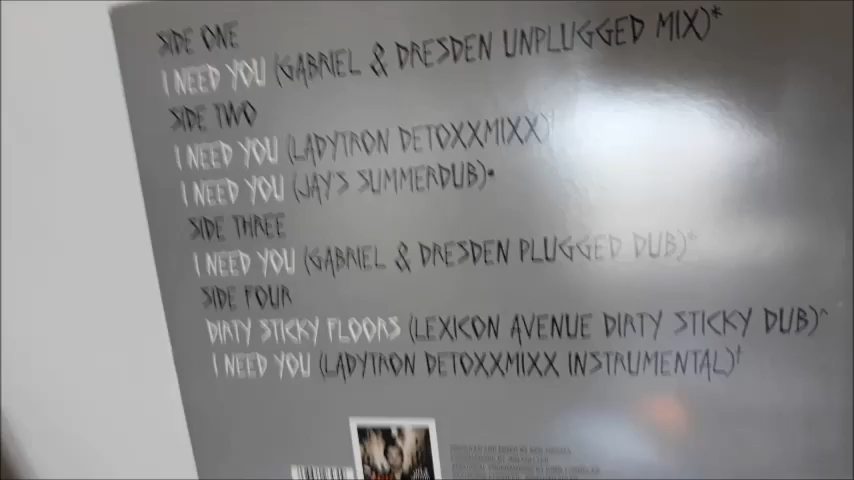 SIDE ONE
I NEED YOU (GABRIEL & DRESDEN UNPLUGGED MIX)*
SIDE TWO
I NEED YOU (LADYTRON DETOXXMIXX)†
I NEED YOU (JAY'S SUMMERDUB)•
SIDE THREE
I NEED YOU (GABRIEL & DRESDEN PLUGGED DUB)*
SIDE FOUR
DIRTY STICKY FLOORS (LEXICON AVENUE DIRTY STICKY DUB)^
I NEED YOU (LADYTRON DETOXXMIXX INSTRUMENTAL)†